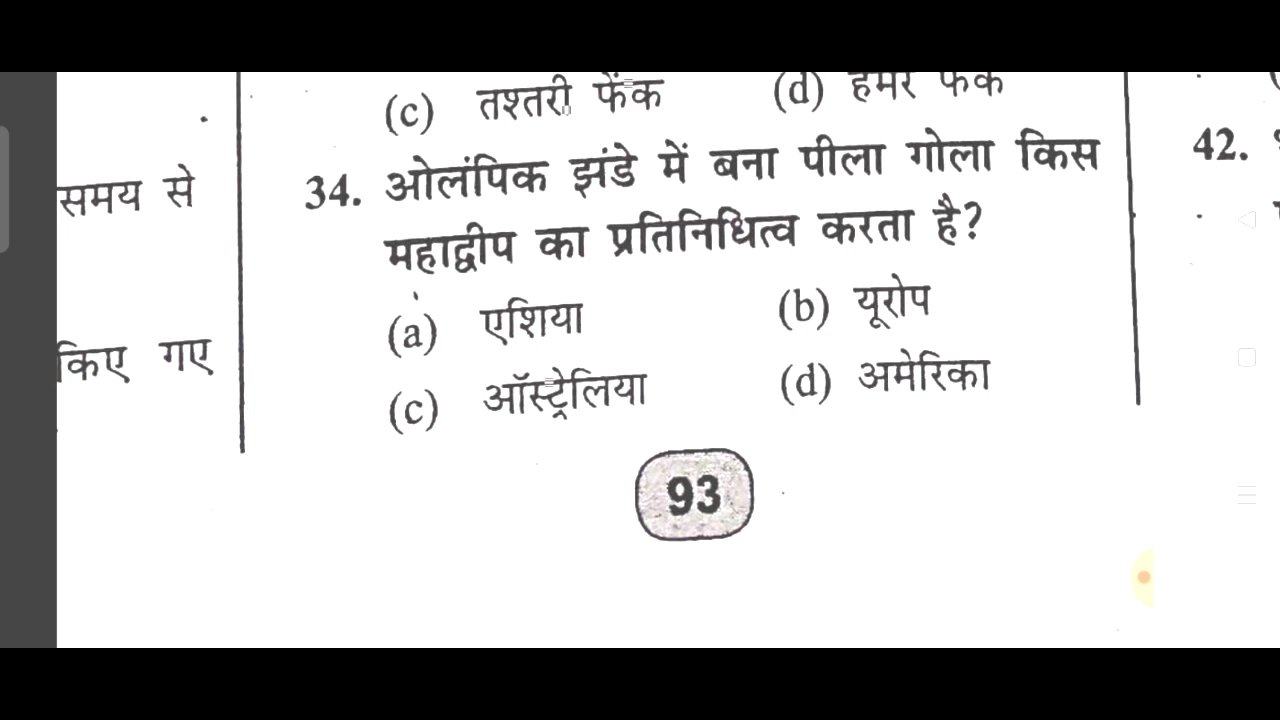 समय से
किए गए
(c) तश्तरी फेंक (d) हैमर फेंक
34. ओलंपिक झंडे में बना पीला गोला किस
महाद्वीप का प्रतिनिधित्व करता है?
(a) एशिया (b) यूरोप
(c) ऑस्ट्रेलिया (d) अमेरिका
93
42.